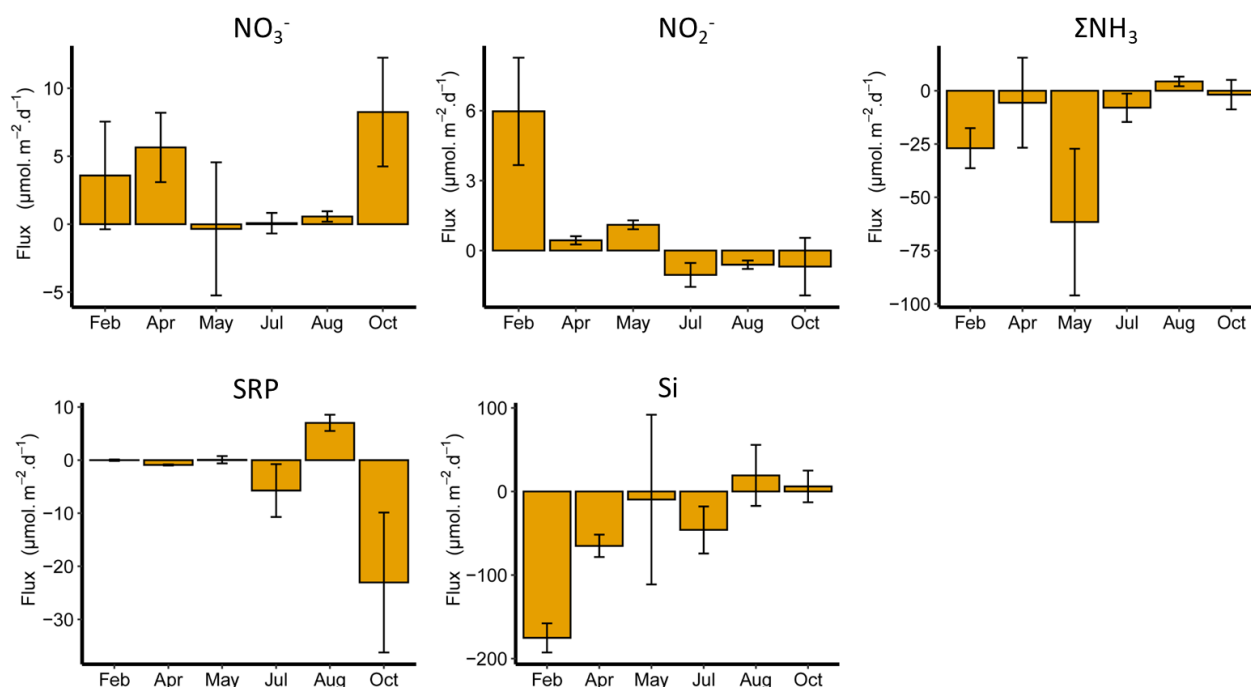 NO₃⁻
Flux (µmol. m⁻².d⁻¹)
10
5
0
−5
Feb Apr May Jul Aug Oct
NO₂⁻
Flux (µmol. m⁻².d⁻¹)
6
3
0
Feb Apr May Jul Aug Oct
ΣNH₃
Flux (µmol. m⁻².d⁻¹)
0
−25
−50
−75
−100
Feb Apr May Jul Aug Oct
SRP
Flux (µmol. m⁻².d⁻¹)
10
0
−10
−20
−30
Feb Apr May Jul Aug Oct
Si
Flux (µmol. m⁻².d⁻¹)
100
0
−100
−200
Feb Apr May Jul Aug Oct